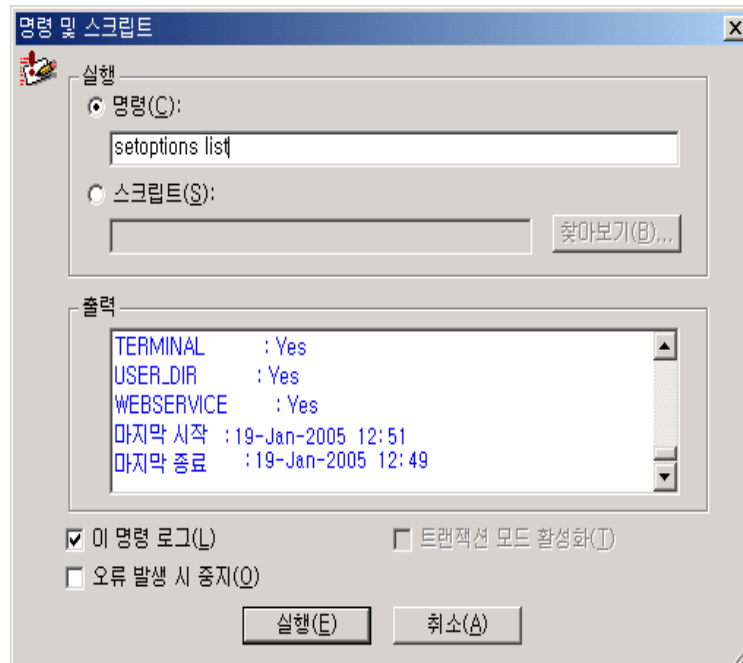 명령 및 스크립트
실행
명령(C):
setoptions list
스크립트(S):
찾아보기(B)...
출력
TERMINAL : Yes
USER_DIR : Yes
WEBSERVICE : Yes
마지막 시작 :19-Jan-2005 12:51
마지막 종료 :19-Jan-2005 12:49
이 명령 로그(L)
트랜잭션 모드 활성화(T)
오류 발생 시 중지(O)
실행(E)
취소(A)